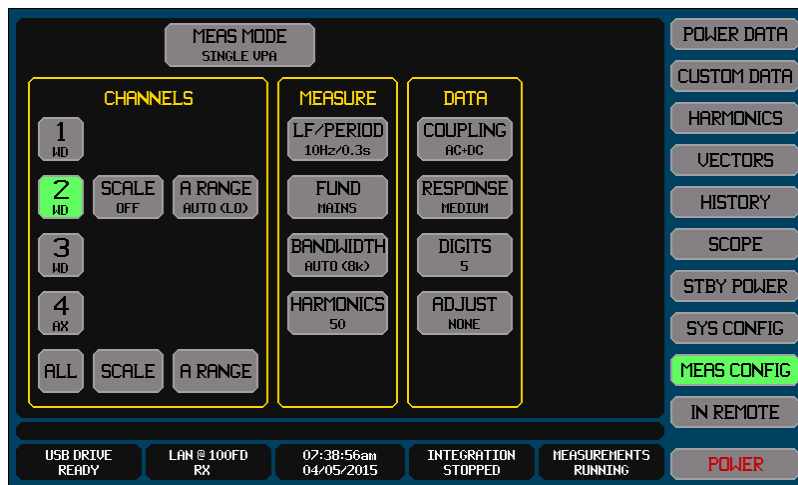 MEAS MODE
SINGLE VPA
CHANNELS
1
WD
2
WD
SCALE
OFF
A RANGE
AUTO (LO)
3
WD
4
AX
ALL
SCALE
A RANGE
MEASURE
LF/PERIOD
10Hz/0.3s
FUND
MAINS
BANDWIDTH
AUTO (8k)
HARMONICS
50
DATA
COUPLING
AC+DC
RESPONSE
MEDIUM
DIGITS
5
ADJUST
NONE
POWER DATA
CUSTOM DATA
HARMONICS
VECTORS
HISTORY
SCOPE
STBY POWER
SYS CONFIG
MEAS CONFIG
IN REMOTE
POWER
USB DRIVE
READY
LAN @ 100FD
RX
07:38:56am
04/05/2015
INTEGRATION
STOPPED
MEASUREMENTS
RUNNING